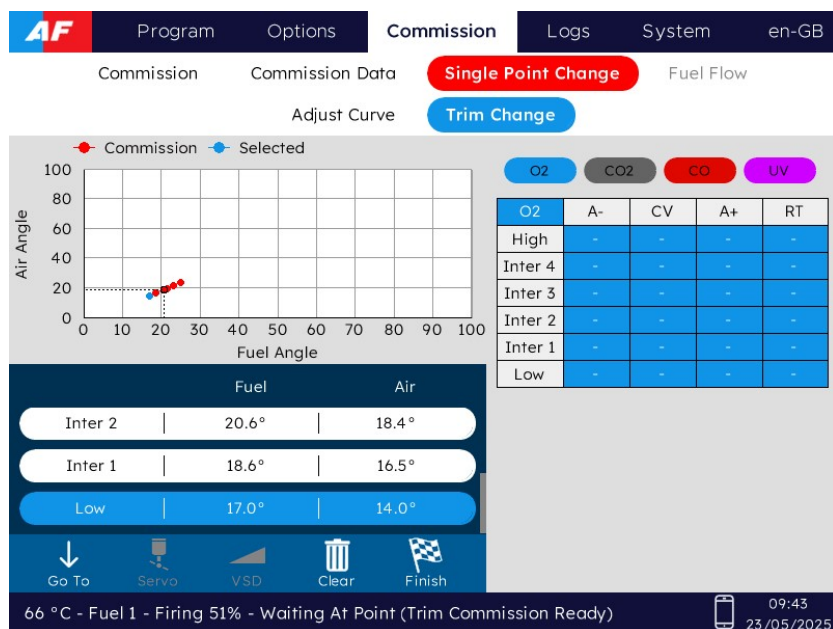 AF Program Options Commission Logs System en-GB
Commission Commission Data Single Point Change Fuel Flow
Adjust Curve Trim Change
Commission Selected
100
80
60
40
20
0
Air Angle
0 10 20 30 40 50 60 70 80 90 100
Fuel Angle
O2 CO2 CO UV
O2 A- CV A+ RT
High - - - -
Inter 4 - - - -
Inter 3 - - - -
Inter 2 - - - -
Inter 1 - - - -
Low - - - -
Fuel Air
Inter 2 20.6° 18.4°
Inter 1 18.6° 16.5°
Low 17.0° 14.0°
Go To Servo VSD Clear Finish
66 °C - Fuel 1 - Firing 51% - Waiting At Point (Trim Commission Ready)
09:43
23/05/2025